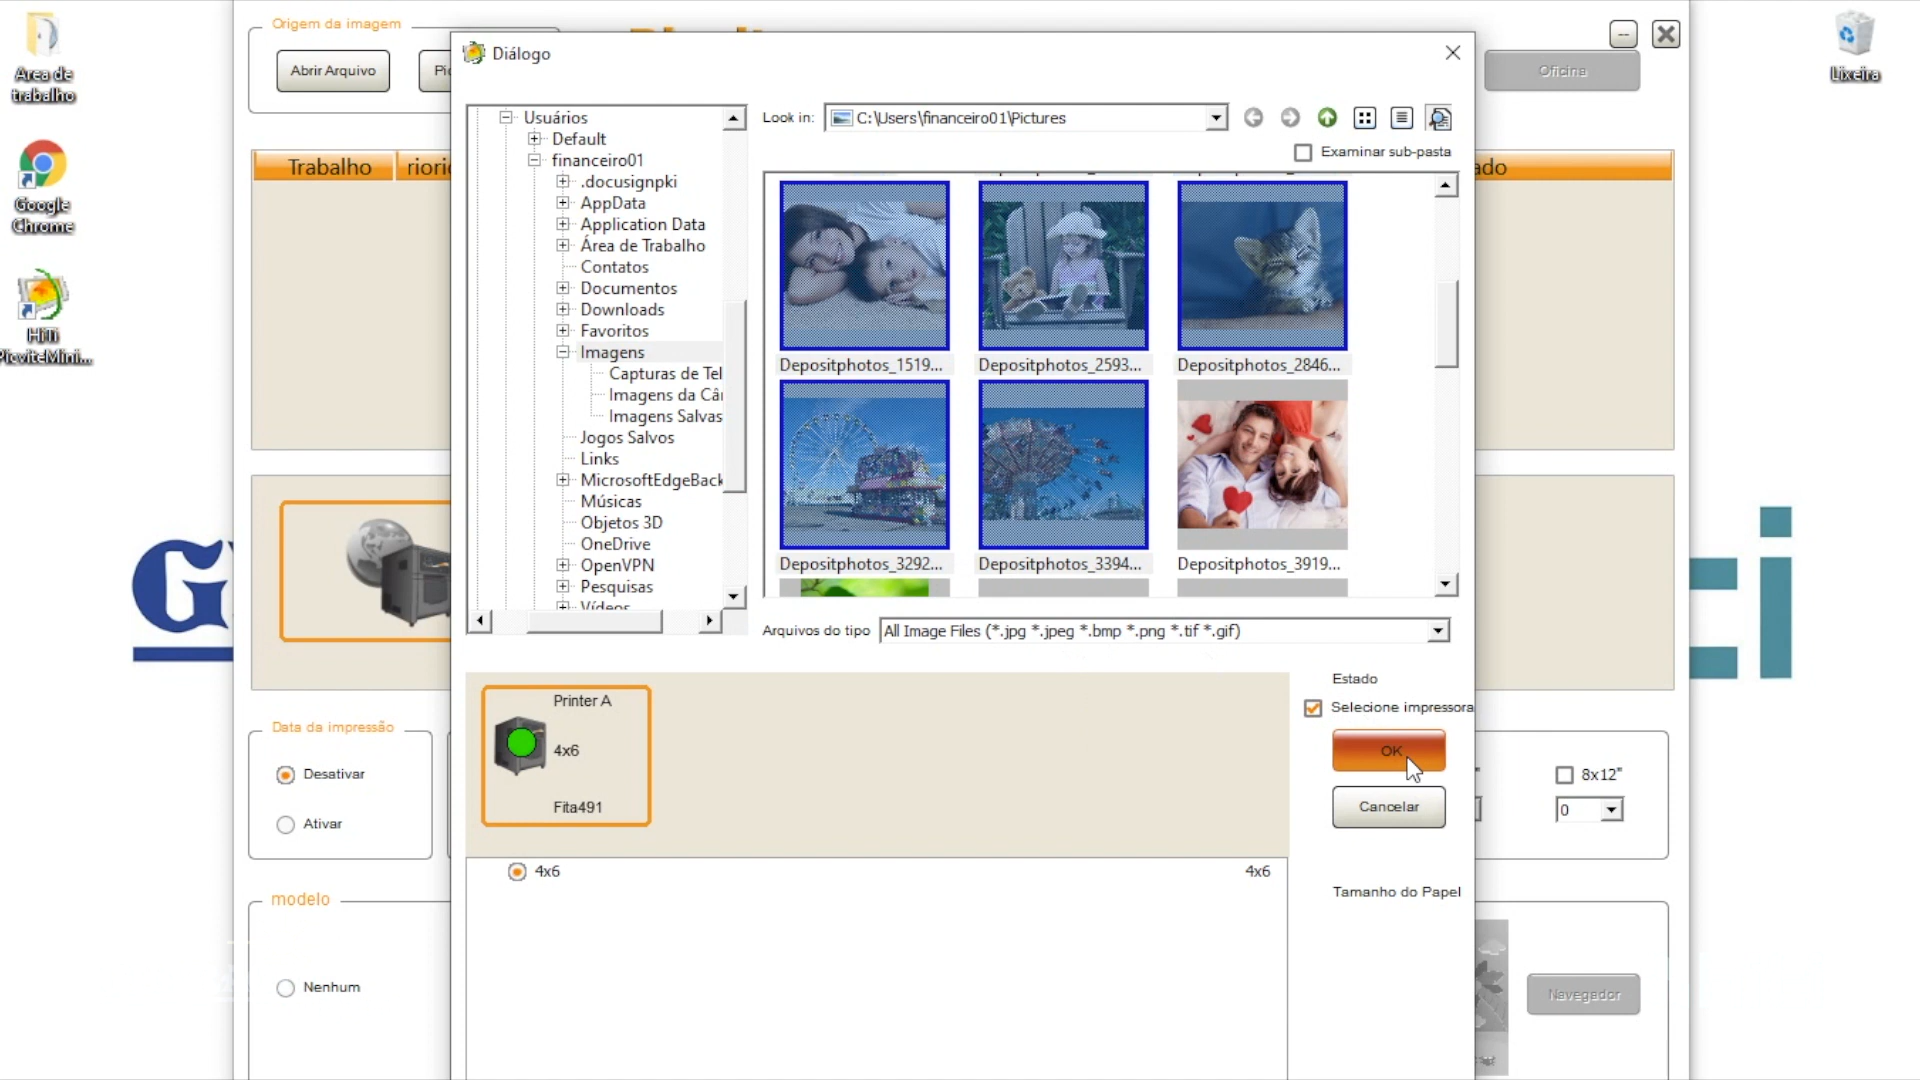 Area de
trabalho
Google
Chrome
HiTi
PicviteMini...
Lixeira
Origem da imagem
Abrir Arquivo
Pic
Oficina
Trabalho
riorid
ado
Diálogo
Usuários
Default
financeiro01
.docusignpki
AppData
Application Data
Área de Trabalho
Contatos
Documentos
Downloads
Favoritos
Imagens
Capturas de Tel
Imagens da Câ
Imagens Salvas
Jogos Salvos
Links
MicrosoftEdgeBack
Músicas
Objetos 3D
OneDrive
OpenVPN
Pesquisas
Vídeos
Look in:
C:\Users\financeiro01\Pictures
Examinar sub-pasta
Depositphotos_1519...
Depositphotos_2593...
Depositphotos_2846...
Depositphotos_3292...
Depositphotos_3394...
Depositphotos_3919...
Arquivos do tipo
All Image Files (*.jpg *.jpeg *.bmp *.png *.tif *.gif)
Printer A
4x6
Fita491
Estado
Selecione impressora
OK
Cancelar
4x6
4x6
Tamanho do Papel
Data da impressão
Desativar
Ativar
8x12"
0
modelo
Nenhum
Navegador
G
ci